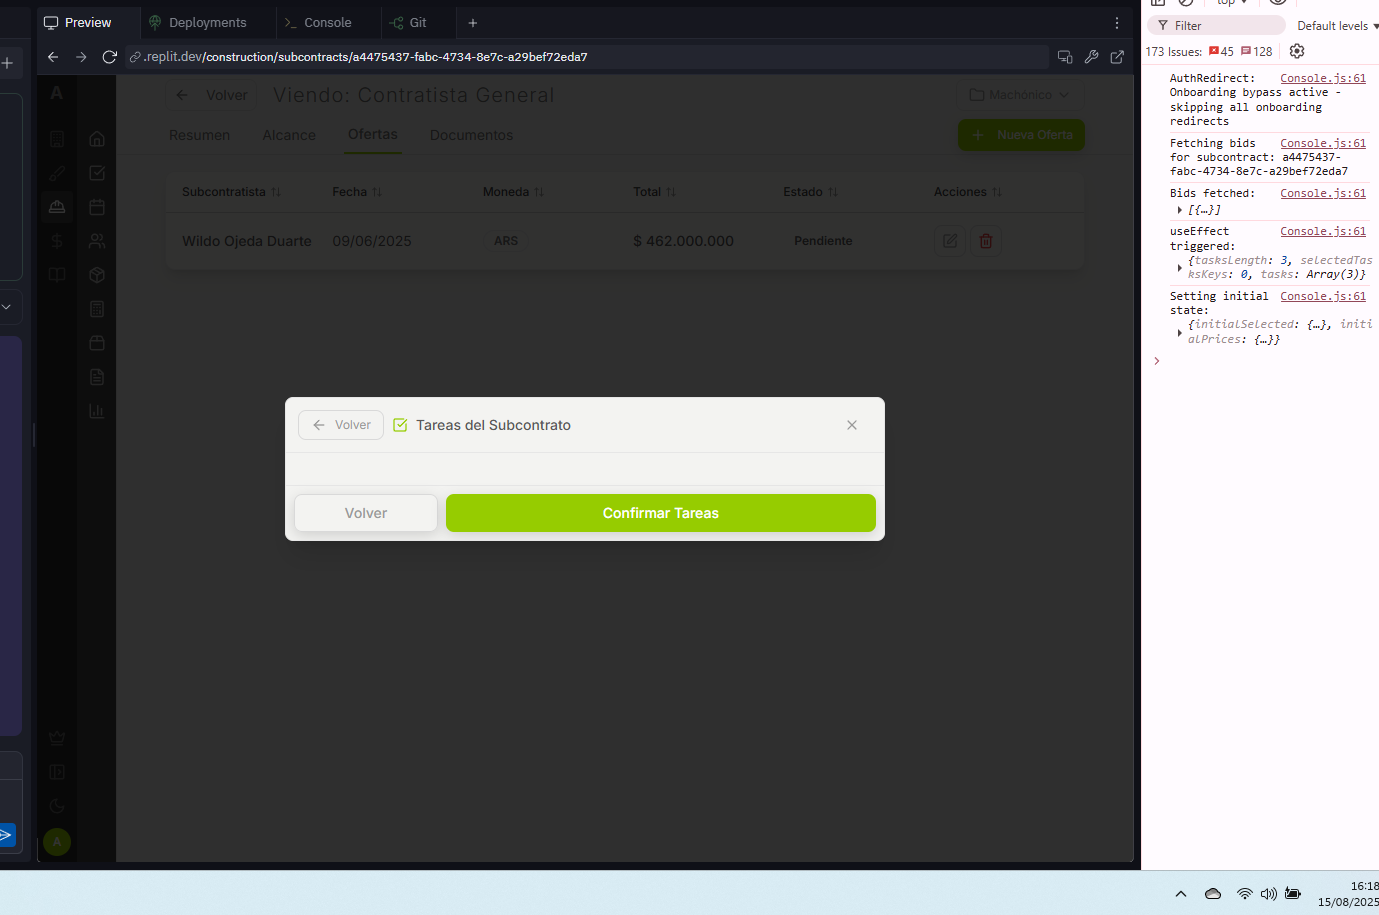 Preview
Deployments
Console
Git
.replit.dev/construction/subcontracts/a4475437-fabc-4734-8e7c-a29bef72eda7
A
Volver
Viendo: Contratista General
Machónico
Resumen
Alcance
Ofertas
Documentos
Nueva Oferta
Subcontratista
Fecha
Moneda
Total
Estado
Acciones
Wildo Ojeda Duarte
09/06/2025
ARS
$ 462.000.000
Pendiente
Volver
Tareas del Subcontrato
Volver
Confirmar Tareas
A
top
Filter
Default levels
173 Issues: 45 128
AuthRedirect: Console.js:61
Onboarding bypass active -
skipping all onboarding
redirects
Fetching bids Console.js:61
for subcontract: a4475437-
fabc-4734-8e7c-a29bef72eda7
Bids fetched: Console.js:61
[{…}]
useEffect Console.js:61
triggered:
{tasksLength: 3, selectedTas
ksKeys: 0, tasks: Array(3)}
Setting initial Console.js:61
state:
{initialSelected: {…}, initi
alPrices: {…}}
16:18
15/08/2025